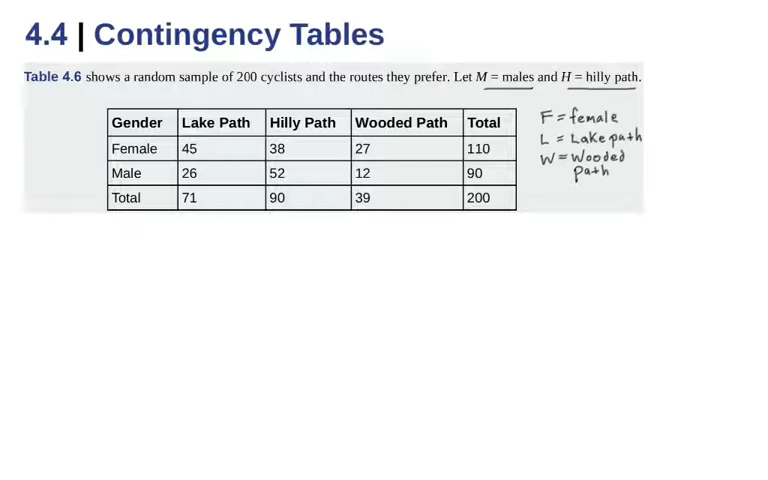 4.4 | Contingency Tables
Table 4.6 shows a random sample of 200 cyclists and the routes they prefer. Let M = males and H = hilly path.
Gender Lake Path Hilly Path Wooded Path Total
Female 45 38 27 110
Male 26 52 12 90
Total 71 90 39 200
F = female
L = Lake path
W = Wooded
path